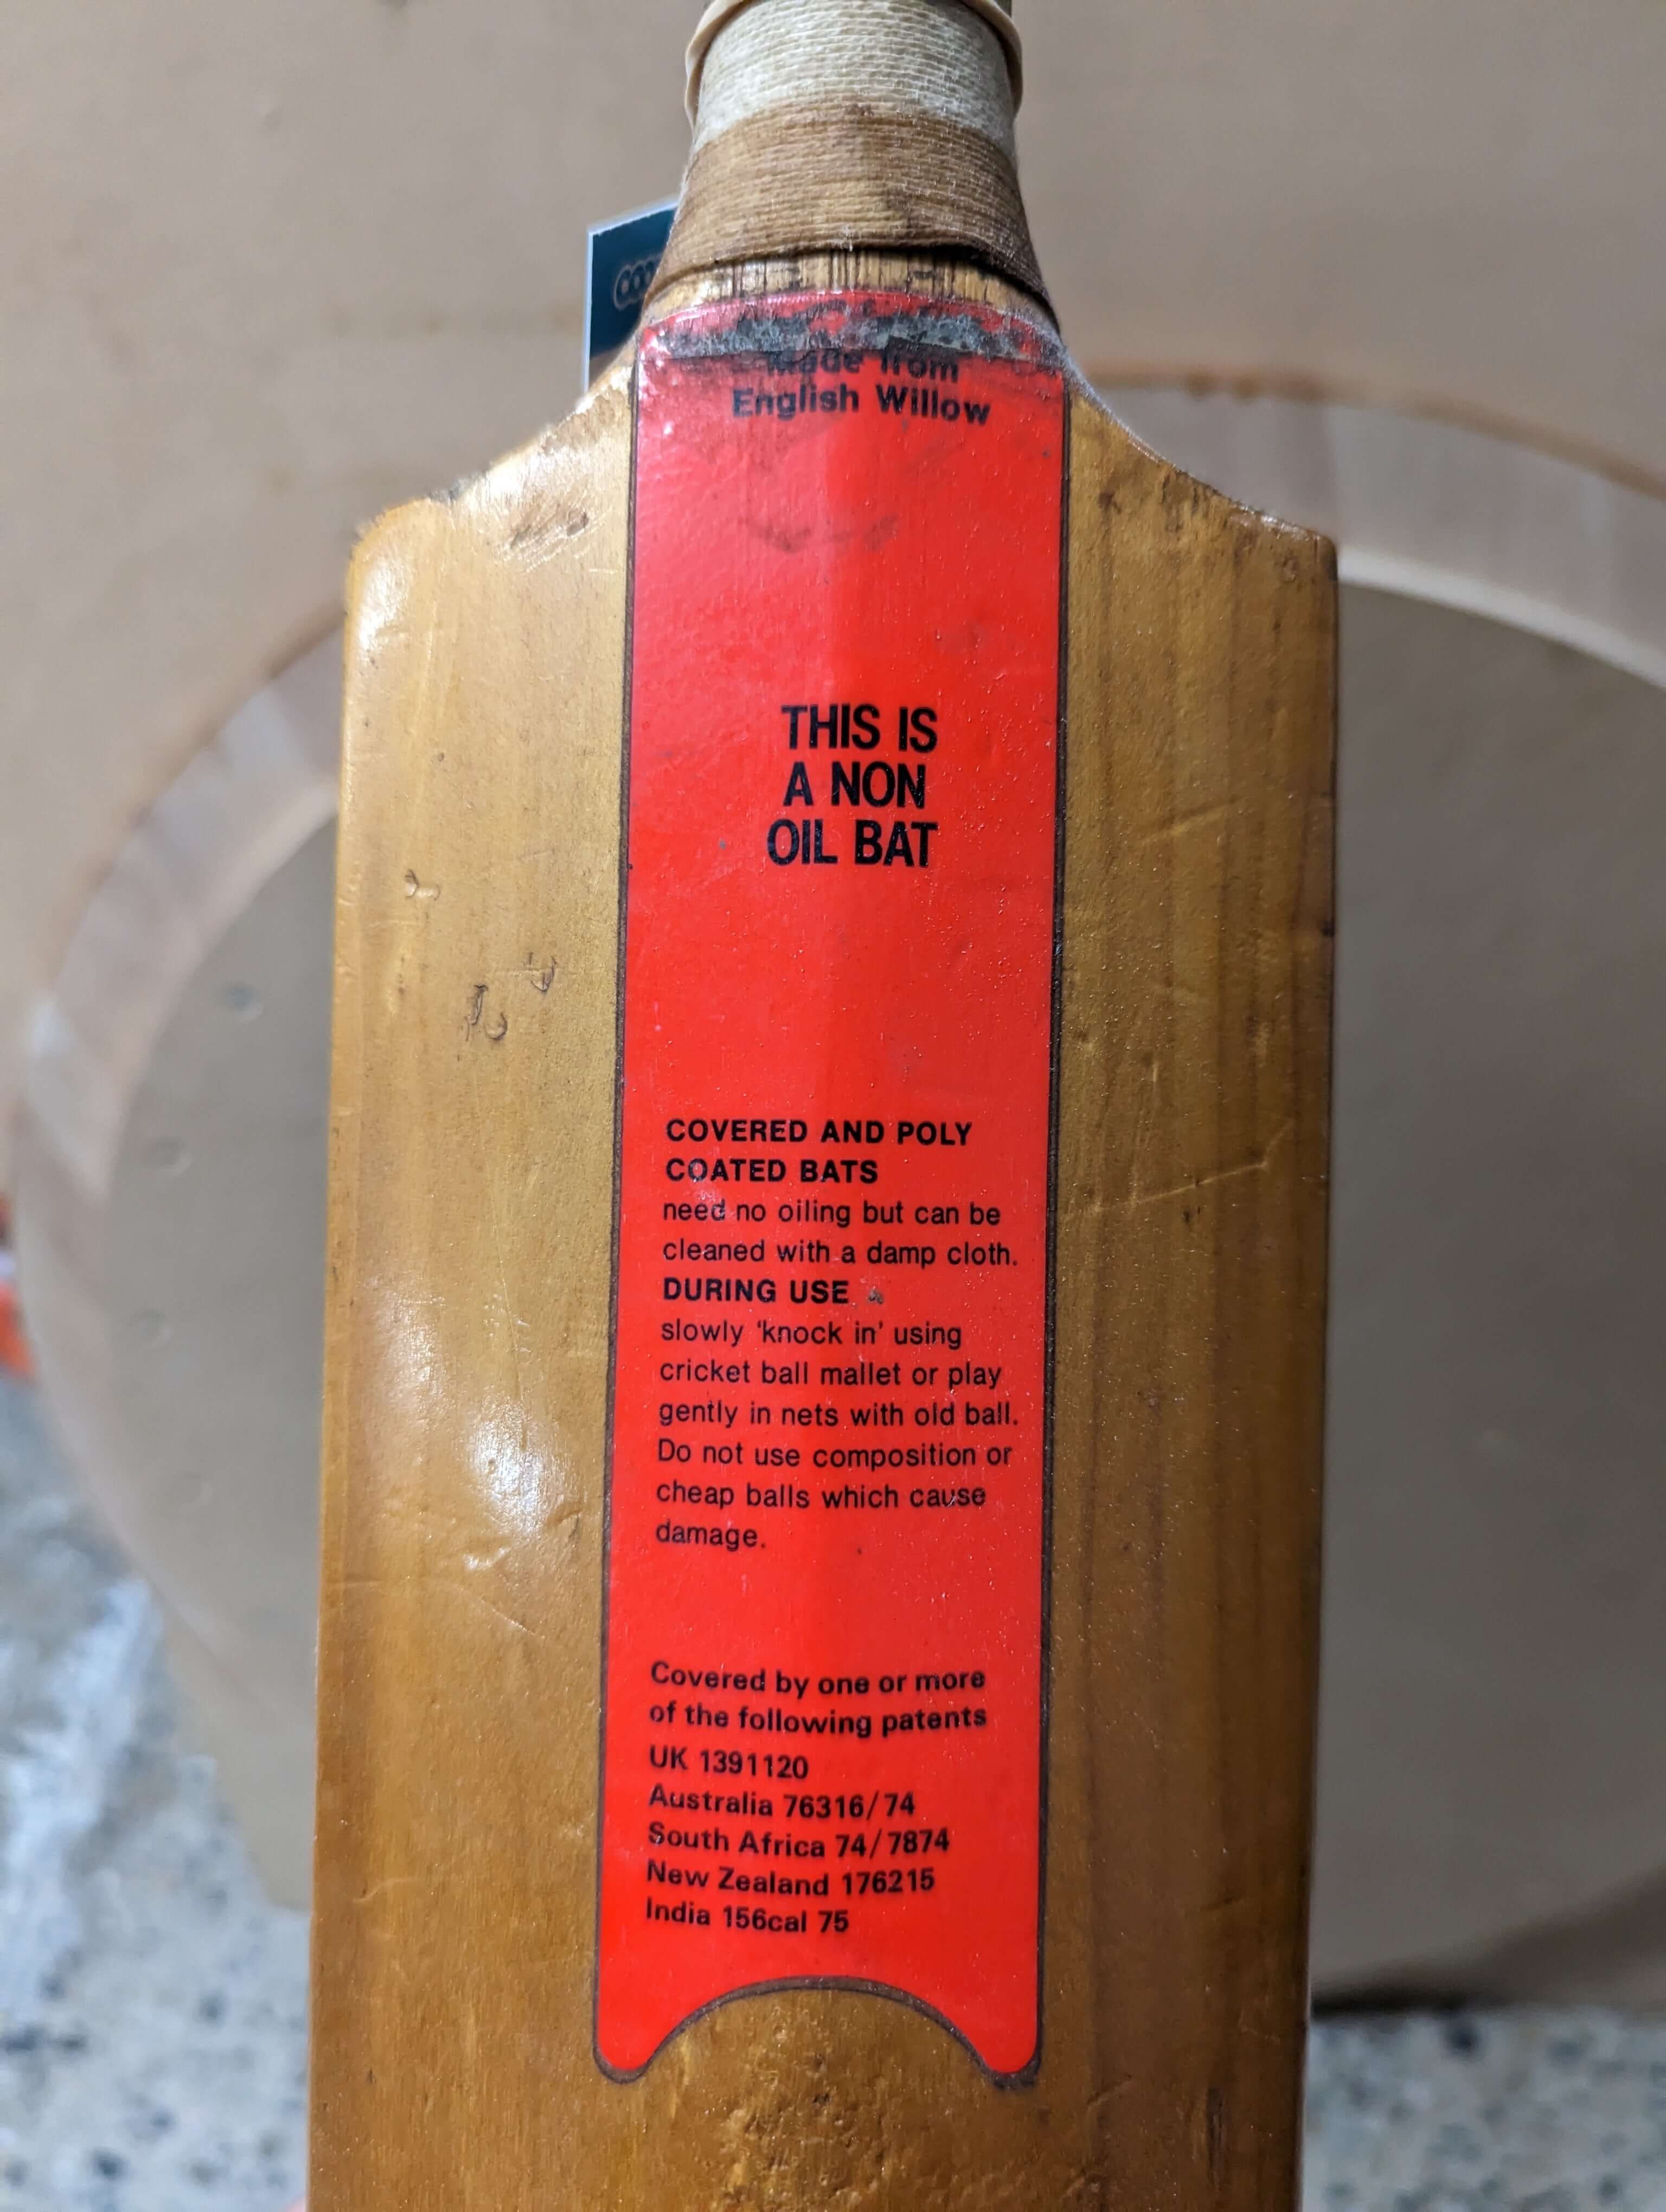 Made from
English Willow
THIS IS
A NON
OIL BAT
COVERED AND POLY
COATED BATS
need no oiling but can be
cleaned with a damp cloth.
DURING USE
slowly ‘knock in’ using
cricket ball mallet or play
gently in nets with old ball.
Do not use composition or
cheap balls which cause
damage.
Covered by one or more
of the following patents
UK 1391120
Australia 76316/74
South Africa 74/7874
New Zealand 176215
India 156cal 75